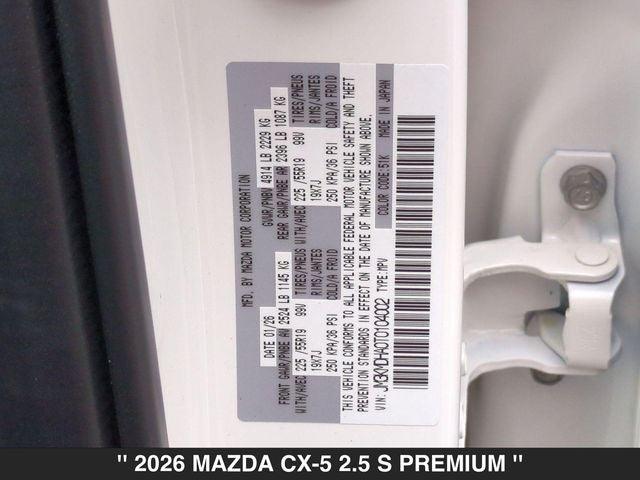 MFD. BY MAZDA MOTOR CORPORATION
DATE 01/26 GVWR/PNBV 4914 LB 2229 KG
FRONT GAWR/PNBE AV 2524 LB 1145 KG REAR GAWR/PNBE AR 2396 LB 1087 KG
WITH/AVEC 225 /55R19 99V TIRES/PNEUS WITH/AVEC 225 /55R19 99V TIRES/PNEUS
19X7J RIMS/JANTES 19X7J RIMS/JANTES
250 KPA/36 PSI COLD/A FROID 250 KPA/36 PSI COLD/A FROID
THIS VEHICLE CONFORMS TO ALL APPLICABLE FEDERAL MOTOR VEHICLE SAFETY AND THEFT
PREVENTION STANDARDS IN EFFECT ON THE DATE OF MANUFACTURE SHOWN ABOVE.
VIN: JM3KMDHA0T0104002 TYPE: MPV COLOR CODE: 51K MADE IN JAPAN
" 2026 MAZDA CX-5 2.5 S PREMIUM "